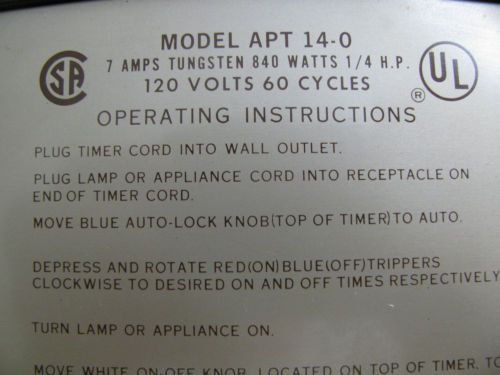 MODEL APT 14-0
7 AMPS TUNGSTEN 840 WATTS 1/4 H.P.
120 VOLTS 60 CYCLES
SA
UL
®
OPERATING INSTRUCTIONS
PLUG TIMER CORD INTO WALL OUTLET.
PLUG LAMP OR APPLIANCE CORD INTO RECEPTACLE ON
END OF TIMER CORD.
MOVE BLUE AUTO-LOCK KNOB(TOP OF TIMER)TO AUTO.
DEPRESS AND ROTATE RED(ON)BLUE(OFF)TRIPPERS
CLOCKWISE TO DESIRED ON AND OFF TIMES RESPECTIVELY
TURN LAMP OR APPLIANCE ON.
MOVE WHITE ON-OFF KNOB, LOCATED ON TOP OF TIMER, TO